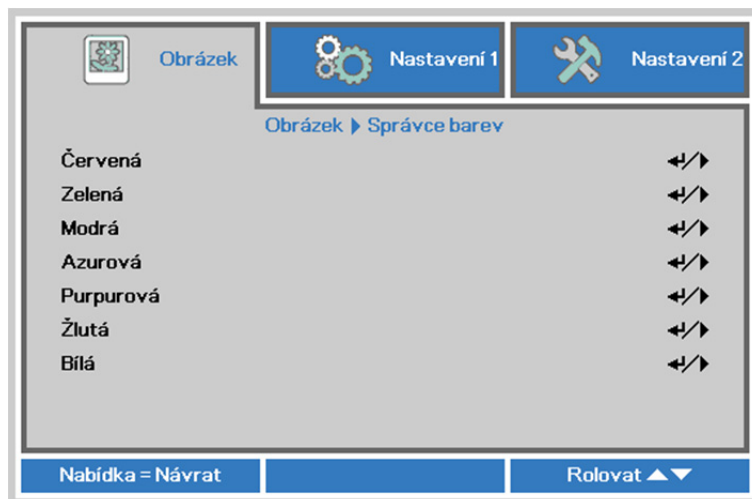 Obrázek
Nastavení 1
Nastavení 2
Obrázek ▶ Správce barev
Červená ↵/▶
Zelená ↵/▶
Modrá ↵/▶
Azurová ↵/▶
Purpurová ↵/▶
Žlutá ↵/▶
Bílá ↵/▶
Nabídka = Návrat
Rolovat ▲▼